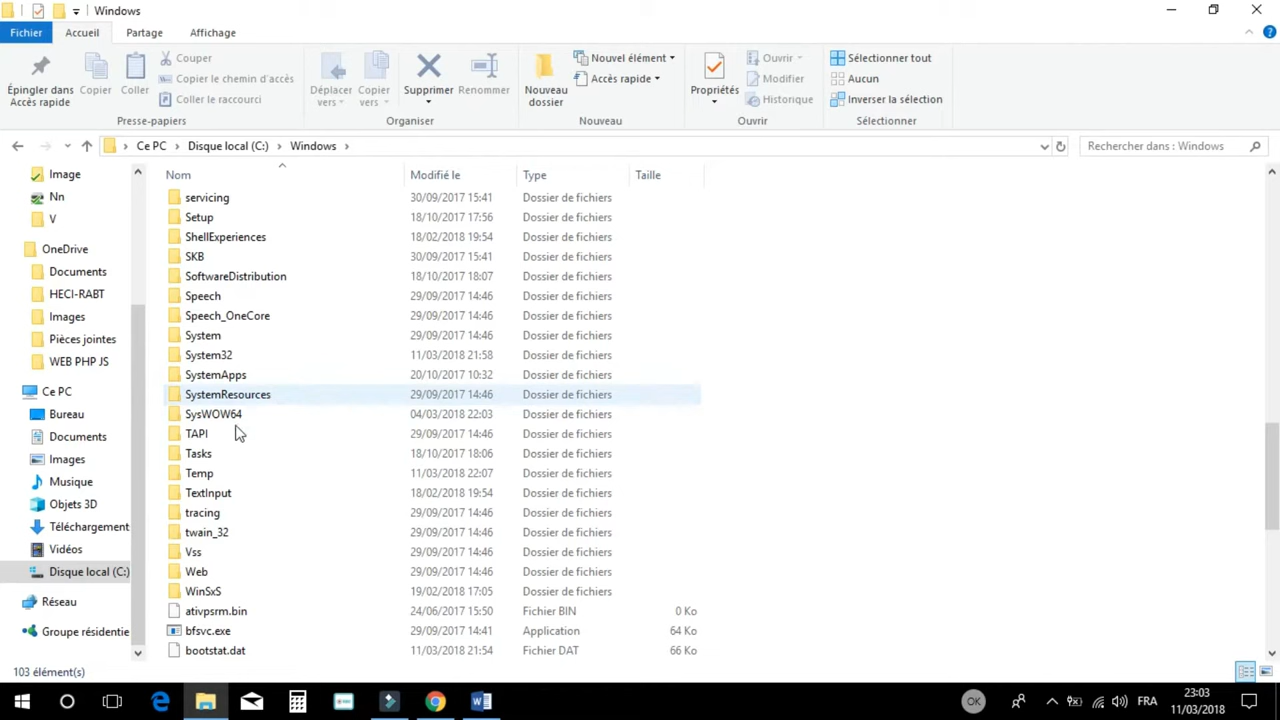 Windows
Fichier Accueil Partage Affichage
Épingler dans Accès rapide
Copier
Coller
Couper
Copier le chemin d'accès
Coller le raccourci
Presse-papiers
Déplacer vers
Copier vers
Supprimer
Renommer
Organiser
Nouveau dossier
Nouvel élément
Accès rapide
Nouveau
Propriétés
Ouvrir
Modifier
Historique
Ouvrir
Sélectionner tout
Aucun
Inverser la sélection
Sélectionner
Ce PC > Disque local (C:) > Windows >
Rechercher dans : Windows
Image
Nn
V
OneDrive
Documents
HECI-RABT
Images
Pièces jointes
WEB PHP JS
Ce PC
Bureau
Documents
Images
Musique
Objets 3D
Téléchargement
Vidéos
Disque local (C:)
Réseau
Groupe résidentie
Nom Modifié le Type Taille
servicing 30/09/2017 15:41 Dossier de fichiers
Setup 18/10/2017 17:56 Dossier de fichiers
ShellExperiences 18/02/2018 19:54 Dossier de fichiers
SKB 30/09/2017 15:41 Dossier de fichiers
SoftwareDistribution 18/10/2017 18:07 Dossier de fichiers
Speech 29/09/2017 14:46 Dossier de fichiers
Speech_OneCore 29/09/2017 14:46 Dossier de fichiers
System 29/09/2017 14:46 Dossier de fichiers
System32 11/03/2018 21:58 Dossier de fichiers
SystemApps 20/10/2017 10:32 Dossier de fichiers
SystemResources 29/09/2017 14:46 Dossier de fichiers
SysWOW64 04/03/2018 22:03 Dossier de fichiers
TAPI 29/09/2017 14:46 Dossier de fichiers
Tasks 18/10/2017 18:06 Dossier de fichiers
Temp 11/03/2018 22:07 Dossier de fichiers
TextInput 18/02/2018 19:54 Dossier de fichiers
tracing 29/09/2017 14:46 Dossier de fichiers
twain_32 29/09/2017 14:46 Dossier de fichiers
Vss 29/09/2017 14:46 Dossier de fichiers
Web 29/09/2017 14:46 Dossier de fichiers
WinSxS 19/02/2018 17:05 Dossier de fichiers
ativpsrm.bin 24/06/2017 15:50 Fichier BIN 0 Ko
bfsvc.exe 29/09/2017 14:41 Application 64 Ko
bootstat.dat 11/03/2018 21:54 Fichier DAT 66 Ko
103 élément(s)
OK
FRA
23:03
11/03/2018